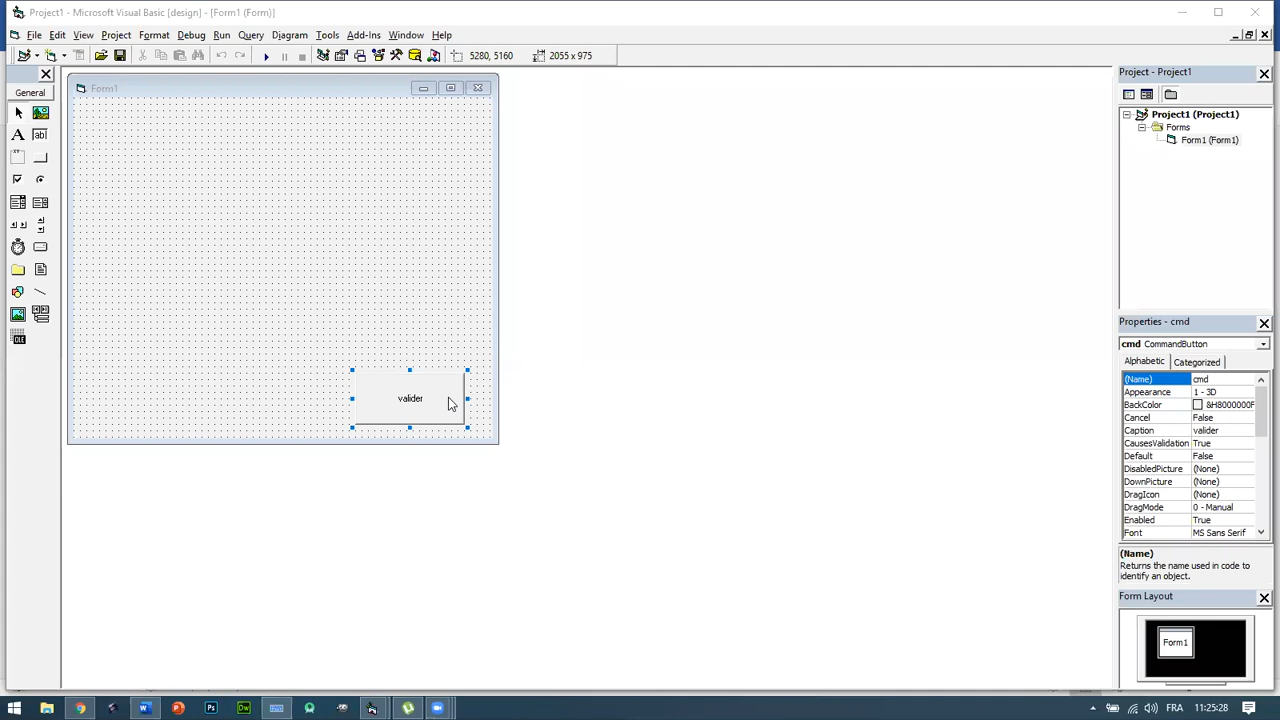 Project1 - Microsoft Visual Basic [design] - [Form1 (Form)]
File Edit View Project Format Debug Run Query Diagram Tools Add-Ins Window Help
5280, 5160 2055 x 975
General
A ab|
Form1
valider
Project - Project1
Project1 (Project1)
Forms
Form1 (Form1)
Properties - cmd
cmd CommandButton
Alphabetic Categorized
(Name) cmd
Appearance 1 - 3D
BackColor &H8000000F
Cancel False
Caption valider
CausesValidation True
Default False
DisabledPicture (None)
DownPicture (None)
DragIcon (None)
DragMode 0 - Manual
Enabled True
Font MS Sans Serif
(Name)
Returns the name used in code to
identify an object.
Form Layout
Form1
FRA 11:25:28